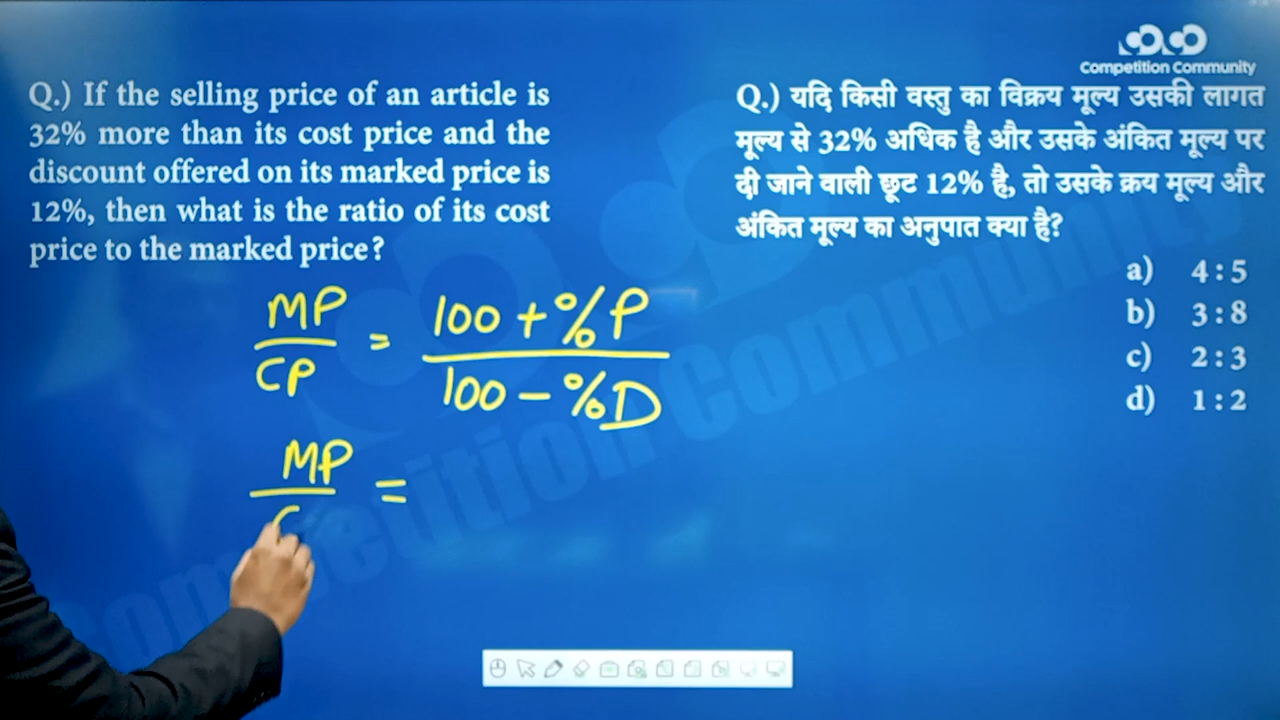 Competition Community
Q.) If the selling price of an article is
32% more than its cost price and the
discount offered on its marked price is
12%, then what is the ratio of its cost
price to the marked price?
Q.) यदि किसी वस्तु का विक्रय मूल्य उसकी लागत
मूल्य से 32% अधिक है और उसके अंकित मूल्य पर
दी जाने वाली छूट 12% है, तो उसके क्रय मूल्य और
अंकित मूल्य का अनुपात क्या है?
a) 4 : 5
b) 3 : 8
c) 2 : 3
d) 1 : 2
MP
CP
=
100 + % P
100 - % D
MP
C
=
Competition Community